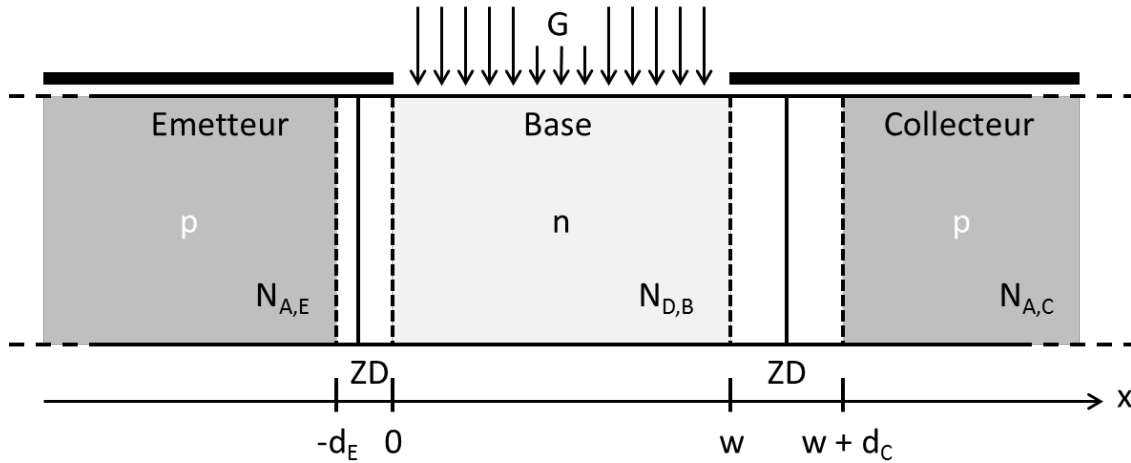 G
Emetteur Base Collecteur
p n p
N_{A,E} N_{D,B} N_{A,C}
ZD ZD
x
-d_E 0 w w + d_C